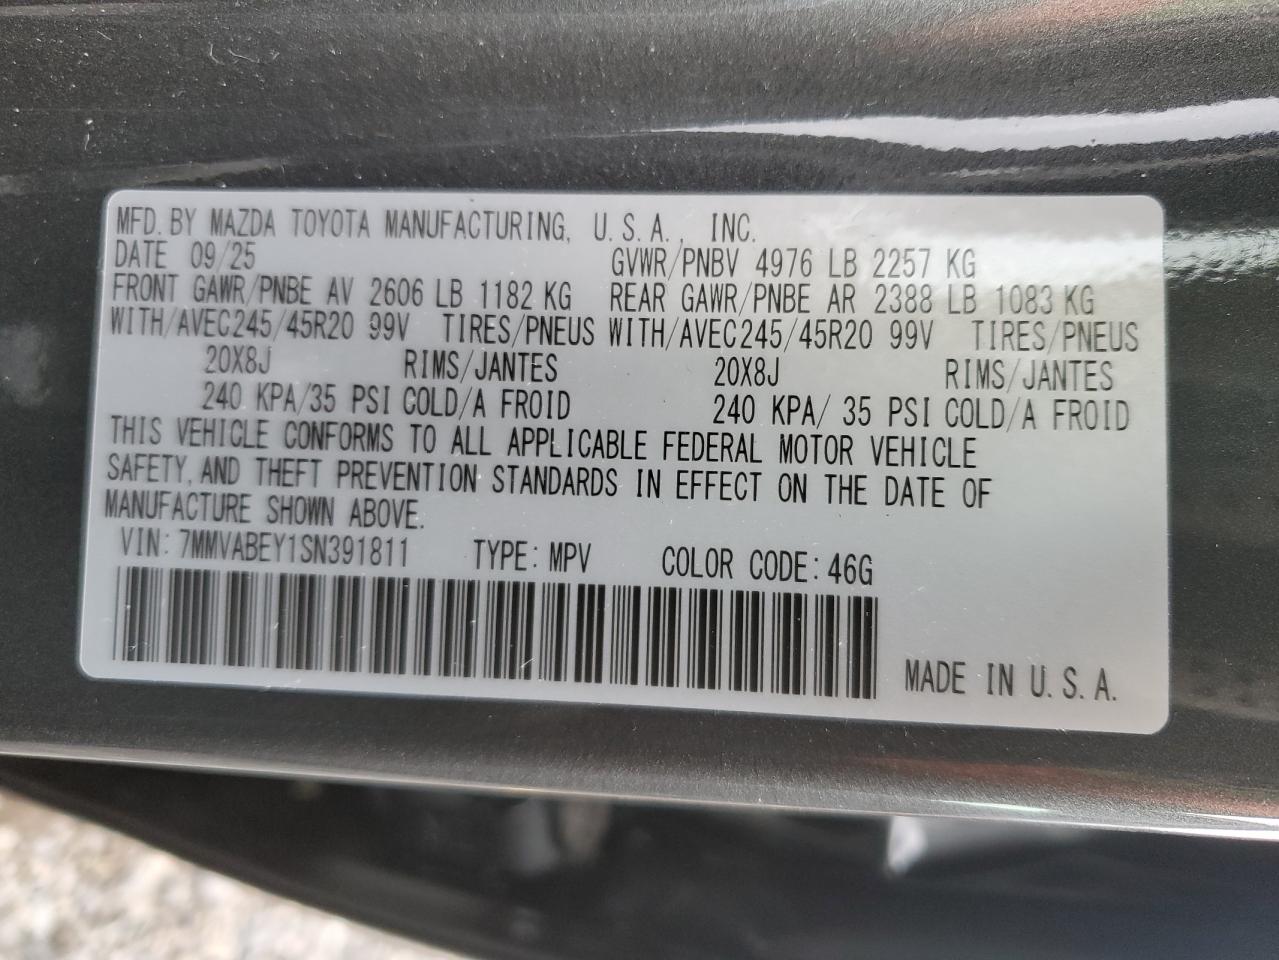 MFD. BY MAZDA TOYOTA MANUFACTURING, U.S.A., INC.
DATE 09/25 GVWR/PNBV 4976 LB 2257 KG
FRONT GAWR/PNBE AV 2606 LB 1182 KG REAR GAWR/PNBE AR 2388 LB 1083 KG
WITH/AVEC245/45R20 99V TIRES/PNEUS WITH/AVEC245/45R20 99V TIRES/PNEUS
20X8J RIMS/JANTES 20X8J RIMS/JANTES
240 KPA/35 PSI COLD/A FROID 240 KPA/ 35 PSI COLD/A FROID
THIS VEHICLE CONFORMS TO ALL APPLICABLE FEDERAL MOTOR VEHICLE
SAFETY, AND THEFT PREVENTION STANDARDS IN EFFECT ON THE DATE OF
MANUFACTURE SHOWN ABOVE.
VIN: 7MMVABEY1SN391811 TYPE: MPV COLOR CODE: 46G
MADE IN U.S.A.